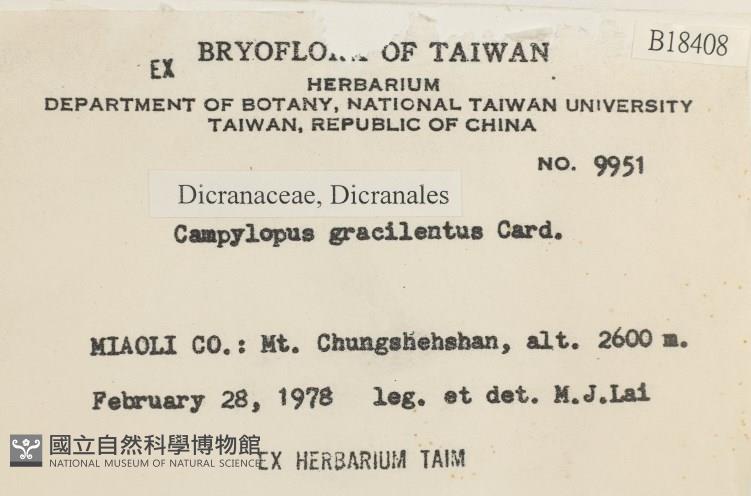 B18408
EX BRYOFLORA OF TAIWAN
HERBARIUM
DEPARTMENT OF BOTANY, NATIONAL TAIWAN UNIVERSITY
TAIWAN, REPUBLIC OF CHINA
NO. 9951
Dicranaceae, Dicranales
Campylopus gracilentus Card.
MIAOLI CO.: Mt. Chungshehshan, alt. 2600 m.
February 28, 1978 leg. et det. M.J.Lai
國立自然科學博物館
NATIONAL MUSEUM OF NATURAL SCIENCE
EX HERBARIUM TAIM